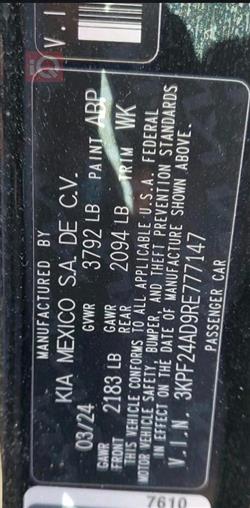 V.I
MANUFACTURED BY
KIA MEXICO S.A. DE C.V.
03/24 GVWR 3792 LB PAINT ABP
GAWR FRONT 2183 LB GAWR REAR 2094 LB TRIM WK
THIS VEHICLE CONFORMS TO ALL APPLICABLE U.S.A. FEDERAL
MOTOR VEHICLE SAFETY, BUMPER, AND THEFT PREVENTION STANDARDS
IN EFFECT ON THE DATE OF MANUFACTURE SHOWN ABOVE.
V.I.N. 3KPF24AD9RE777147
PASSENGER CAR
7610